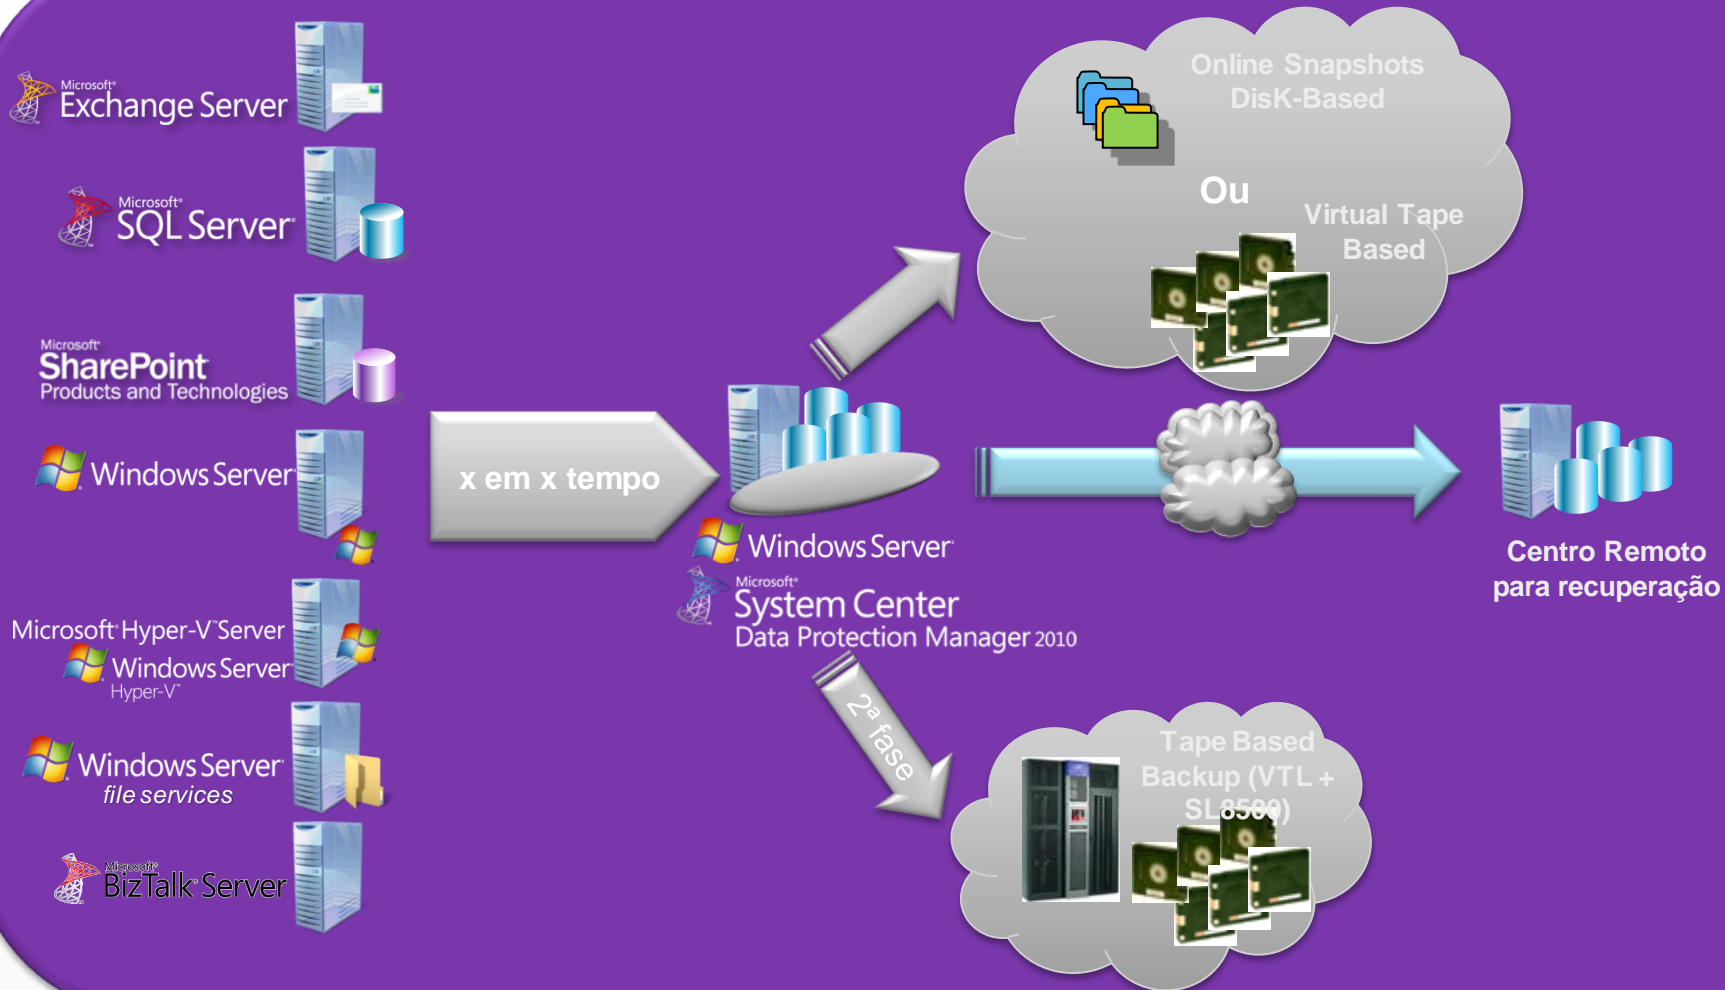 Microsoft®
Exchange Server
Microsoft®
SQL Server®
Microsoft®
SharePoint®
Products and Technologies
Windows Server®
Microsoft® Hyper-V™ Server
Windows Server®
Hyper-V™
Windows Server®
file services
Microsoft®
BizTalk® Server
x em x tempo
Windows Server®
Microsoft®
System Center
Data Protection Manager 2010
Online Snapshots
DisK-Based
Ou
Virtual Tape
Based
Centro Remoto
para recuperação
2ª fase
Tape Based
Backup (VTL +
SL8500)